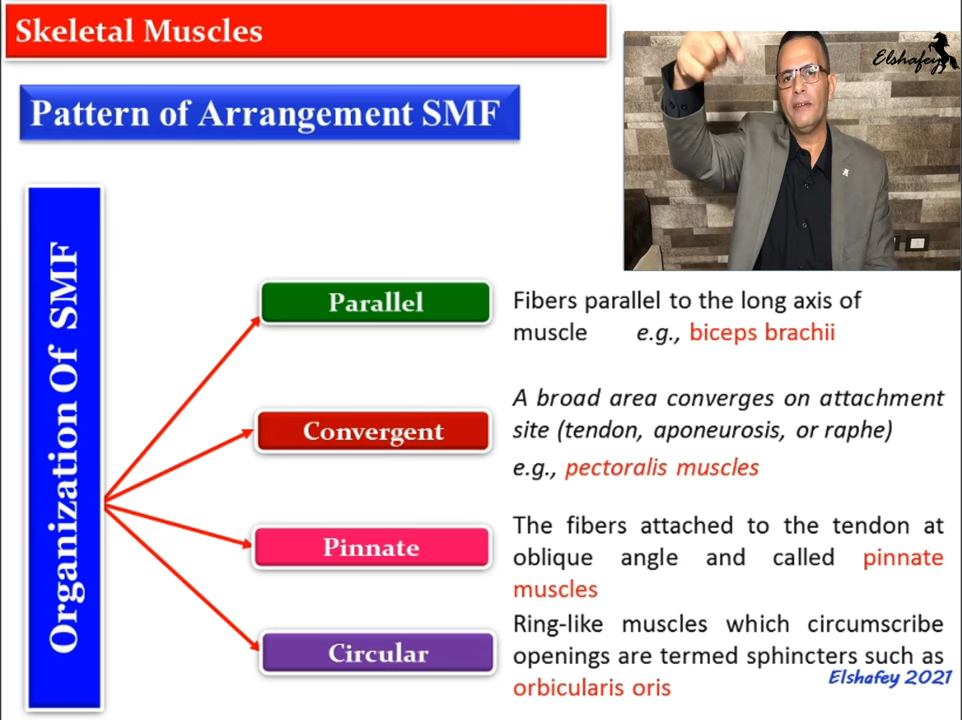 Skeletal Muscles
Elshafey
Pattern of Arrangement SMF
Organization Of SMF
Parallel
Fibers parallel to the long axis of
muscle e.g., biceps brachii
Convergent
A broad area converges on attachment
site (tendon, aponeurosis, or raphe)
e.g., pectoralis muscles
Pinnate
The fibers attached to the tendon at
oblique angle and called pinnate
muscles
Circular
Ring-like muscles which circumscribe
openings are termed sphincters such as
orbicularis oris
Elshafey 2021